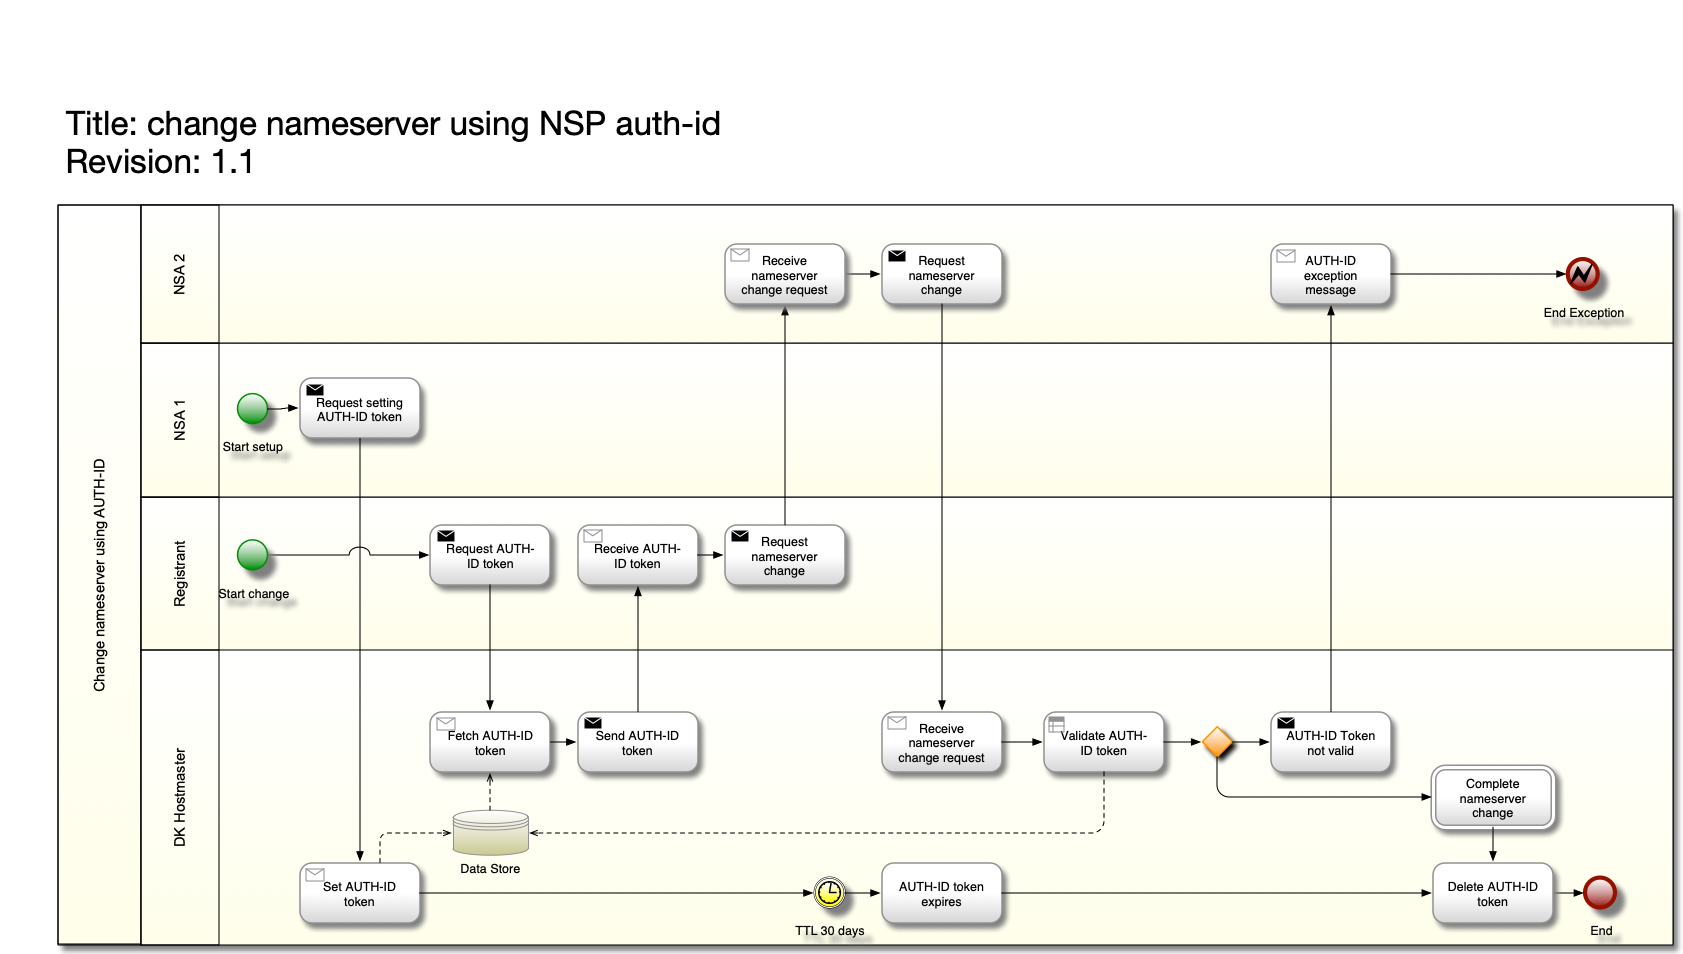 Title: change nameserver using NSP auth-id
Revision: 1.1
Change nameserver using AUTH-ID
NSA 2
Receive
nameserver
change request
Request
nameserver
change
AUTH-ID
exception
message
End Exception
NSA 1
Start setup
Request setting
AUTH-ID token
Registrant
Start change
Request AUTH-
ID token
Receive AUTH-
ID token
Request
nameserver
change
DK Hostmaster
Fetch AUTH-ID
token
Send AUTH-ID
token
Receive
nameserver
change request
Validate AUTH-
ID token
AUTH-ID Token
not valid
Complete
nameserver
change
Data Store
Set AUTH-ID
token
TTL 30 days
AUTH-ID token
expires
Delete AUTH-ID
token
End